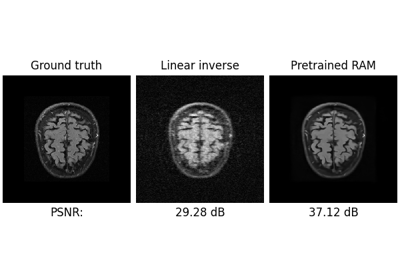 Ground truth Linear inverse Pretrained RAM
PSNR: 29.28 dB 37.12 dB